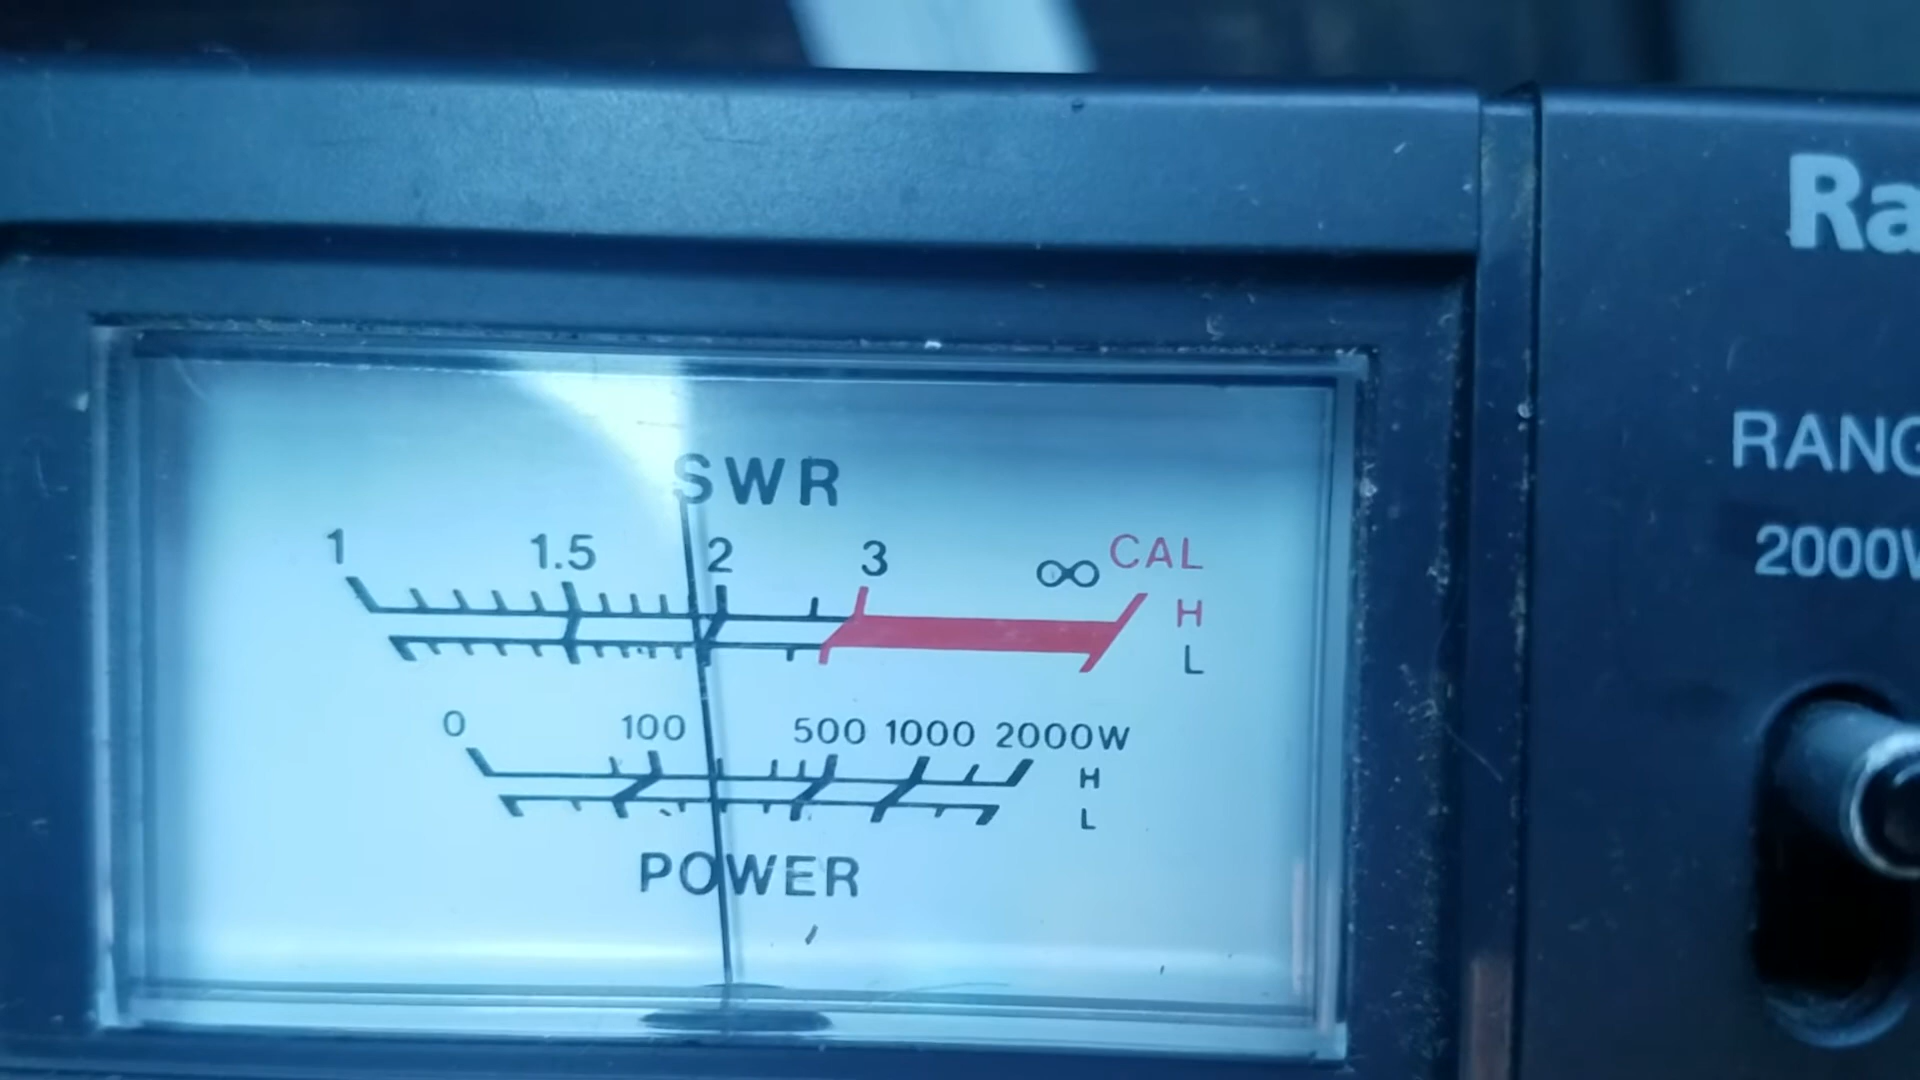 Ra
RANG
2000W
SWR
1 1.5 2 3 ∞ CAL
H
L
0 100 500 1000 2000W
H
L
POWER